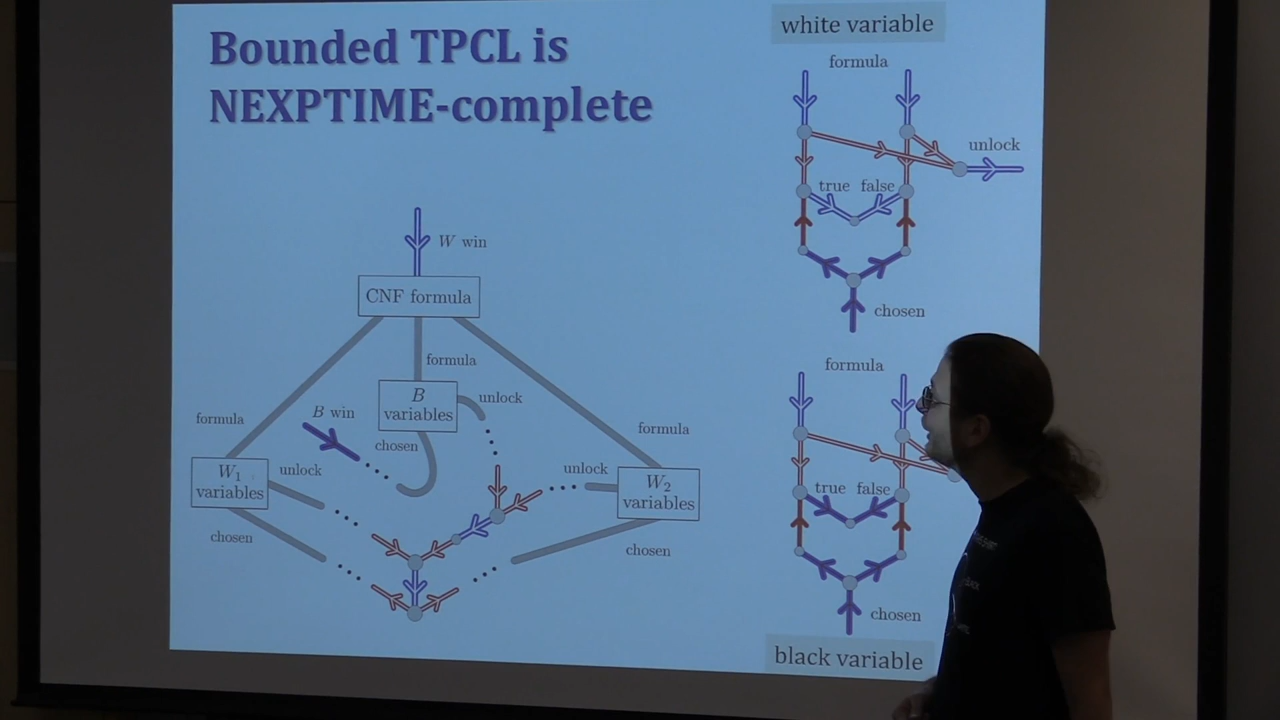 Bounded TPCL is
NEXPTIME-complete
W win
CNF formula
formula
B
variables
unlock
chosen
B win
formula
W1
variables
unlock
chosen
formula
unlock
W2
variables
chosen
white variable
formula
unlock
true false
chosen
formula
true false
chosen
black variable